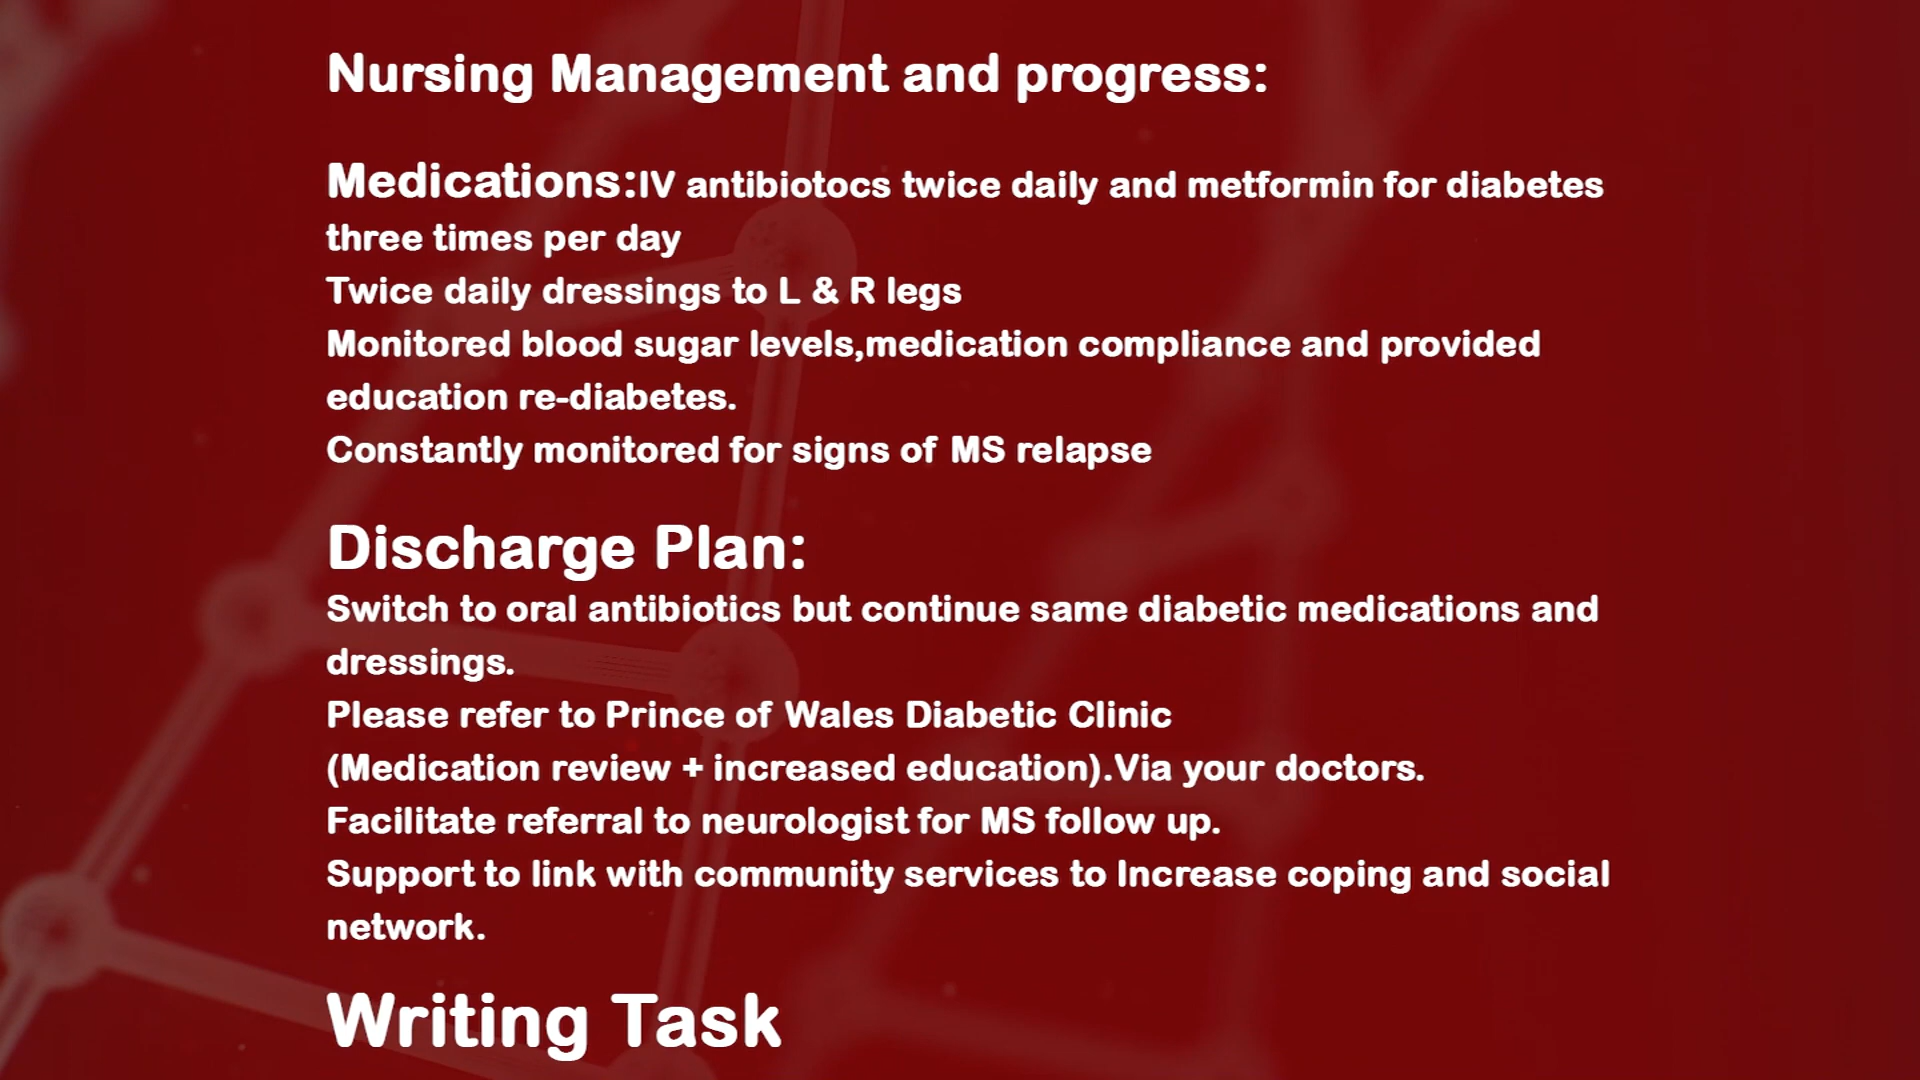 Nursing Management and progress:
Medications:IV antibiotocs twice daily and metformin for diabetes
three times per day
Twice daily dressings to L & R legs
Monitored blood sugar levels,medication compliance and provided
education re-diabetes.
Constantly monitored for signs of MS relapse
Discharge Plan:
Switch to oral antibiotics but continue same diabetic medications and
dressings.
Please refer to Prince of Wales Diabetic Clinic
(Medication review + increased education).Via your doctors.
Facilitate referral to neurologist for MS follow up.
Support to link with community services to Increase coping and social
network.
Writing Task